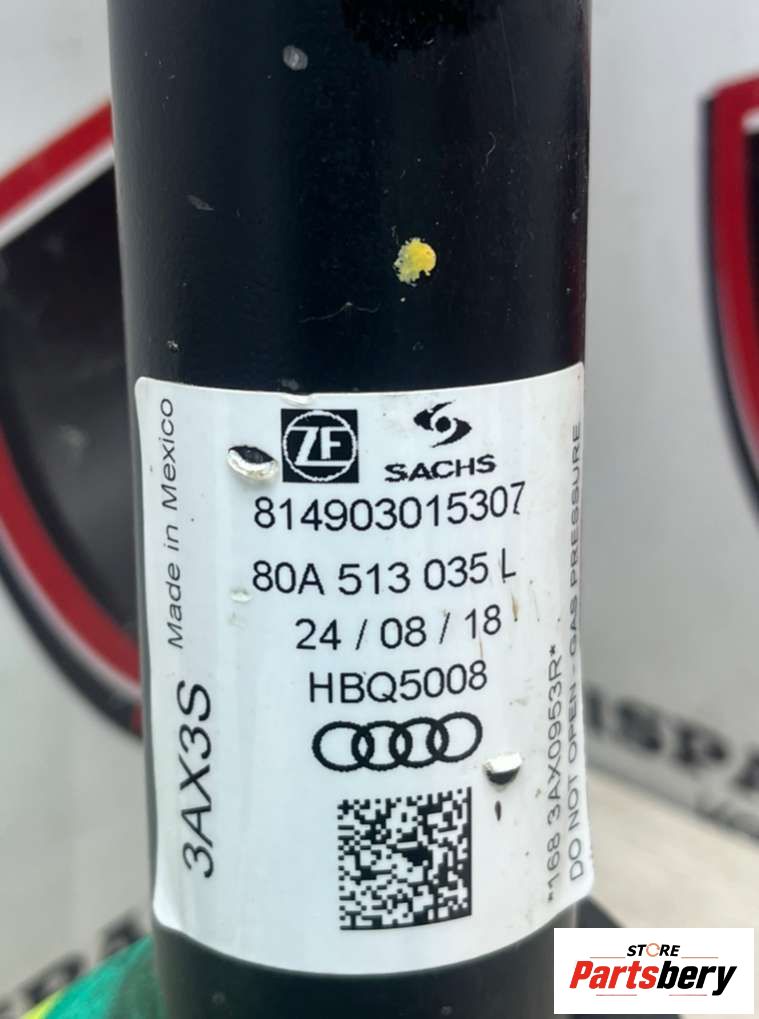 Made in Mexico
3AX3S
ZF
SACHS
814903015307
80A 513 035 L
24 / 08 / 18
HBQ5008
*168 3AX0953R*
DO NOT OPEN - GAS PRESSURE
STORE
Partsbery